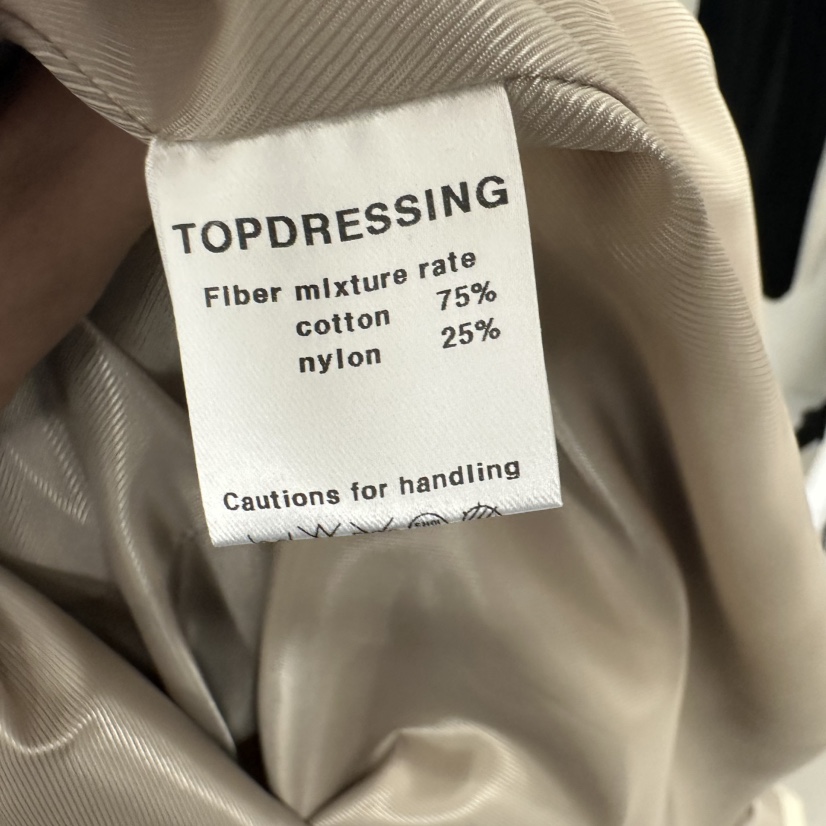 TOPDRESSING
Fiber mixture rate
cotton 75%
nylon 25%
Cautions for handling